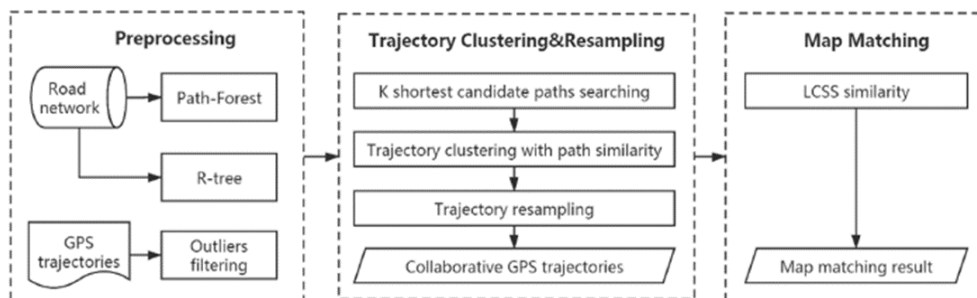 Preprocessing
Road
network
Path-Forest
R-tree
GPS
trajectories
Outliers
filtering
Trajectory Clustering&Resampling
K shortest candidate paths searching
Trajectory clustering with path similarity
Trajectory resampling
Collaborative GPS trajectories
Map Matching
LCSS similarity
Map matching result